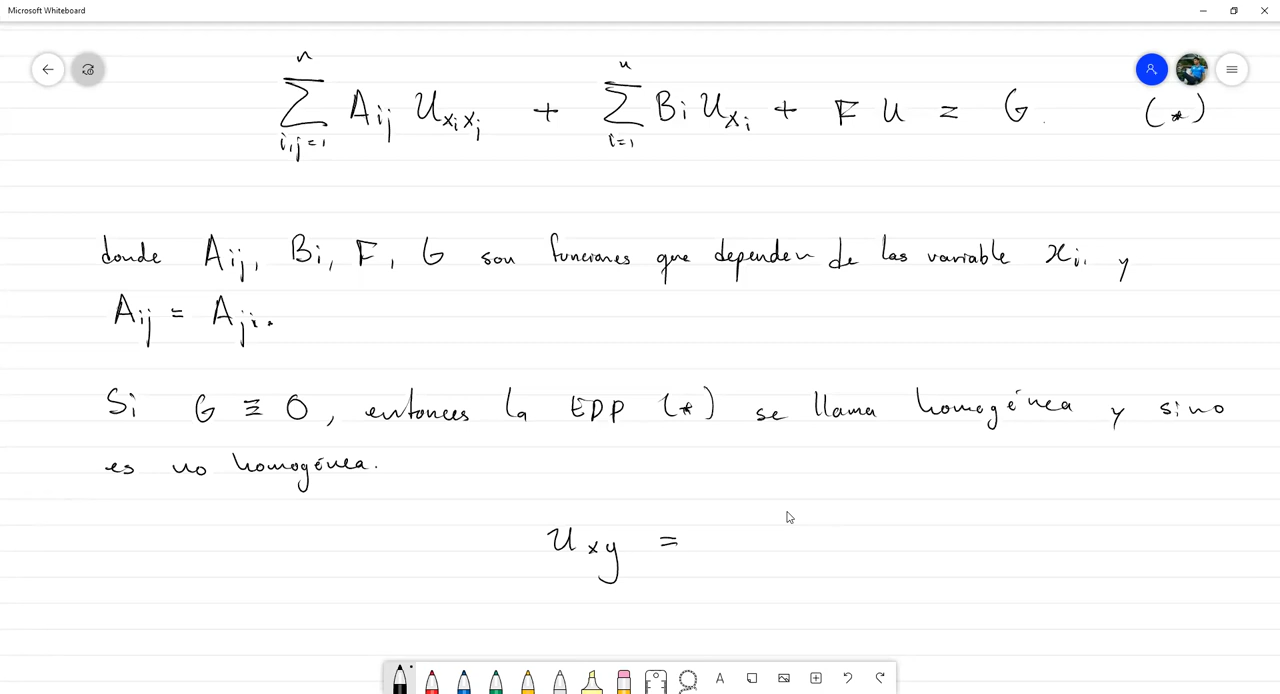 Microsoft Whiteboard
n n
∑ A_{ij} U_{x_i x_j} + ∑ B_i U_{x_i} + F U = G. (*)
i,j=1 i=1
donde A_{ij}, B_i, F, G son funciones que dependen de las variable x_i, y
A_{ij} = A_{ji}.
Si G ≡ 0, entonces la EDP (*) se llama homogénea y sino
es no homogénea.
U_{xy} =
A